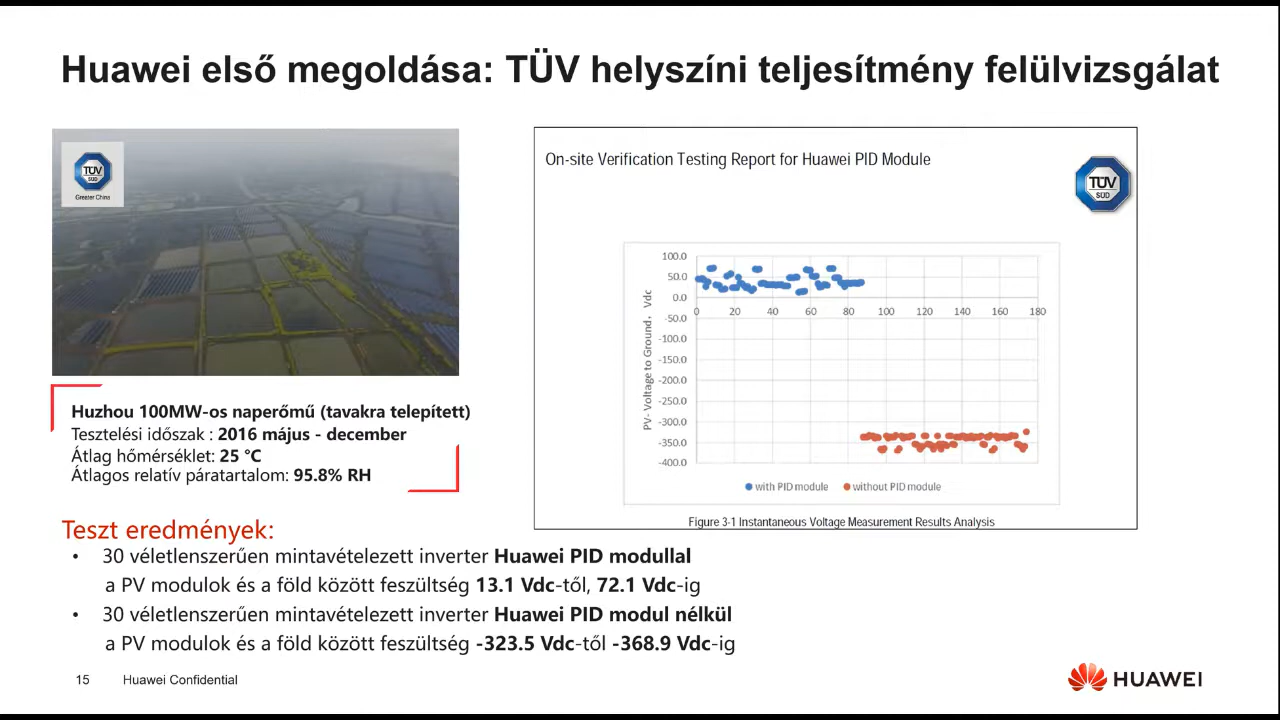 Huawei első megoldása: TÜV helyszíni teljesítmény felülvizsgálat
TÜV
SÜD
Greater China
Huzhou 100MW-os naperőmű (tavakra telepített)
Tesztelési időszak : 2016 május - december
Átlag hőmérséklet: 25 °C
Átlagos relatív páratartalom: 95.8% RH
On-site Verification Testing Report for Huawei PID Module
TÜV
SÜD
PV- Voltage to Ground, Vdc
100.0
50.0
0.0
-50.0
-100.0
-150.0
-200.0
-250.0
-300.0
-350.0
-400.0
0 20 40 60 80 100 120 140 160 180
with PID module without PID module
Figure 3-1 Instantaneous Voltage Measurement Results Analysis
Teszt eredmények:
• 30 véletlenszerűen mintavételezett inverter Huawei PID modullal
a PV modulok és a föld között feszültség 13.1 Vdc-től, 72.1 Vdc-ig
• 30 véletlenszerűen mintavételezett inverter Huawei PID modul nélkül
a PV modulok és a föld között feszültség -323.5 Vdc-től -368.9 Vdc-ig
15 Huawei Confidential
HUAWEI